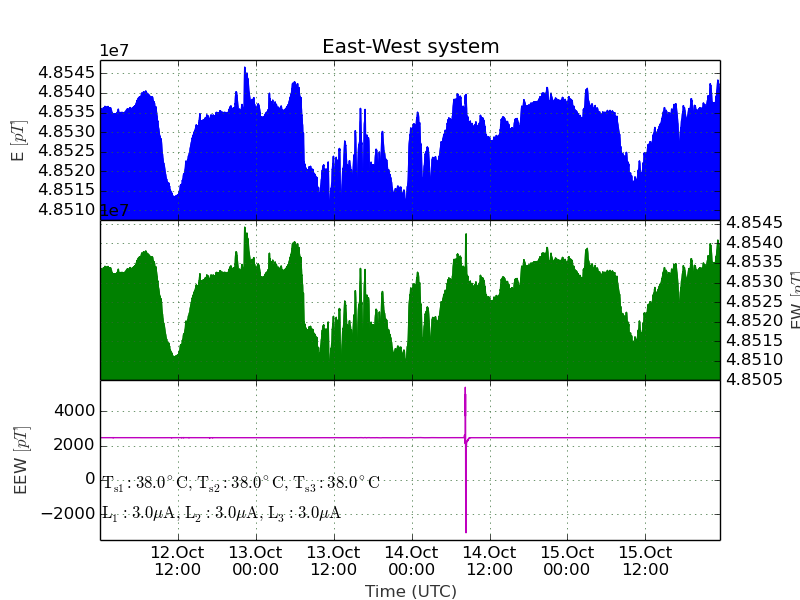 East-West system
1e7
4.8545
4.8540
4.8535
4.8530
4.8525
4.8520
4.8515
4.8510
E [pT]
1e7
4.8545
4.8540
4.8535
4.8530
4.8525
4.8520
4.8515
4.8510
4.8505
EW [pT]
4000
2000
0
−2000
EEW [pT]
T_s1 : 38.0°C, T_s2 : 38.0°C, T_s3 : 38.0°C
L_1 : 3.0μA, L_2 : 3.0μA, L_3 : 3.0μA
12.Oct 13.Oct 13.Oct 14.Oct 14.Oct 15.Oct 15.Oct
12:00 00:00 12:00 00:00 12:00 00:00 12:00
Time (UTC)